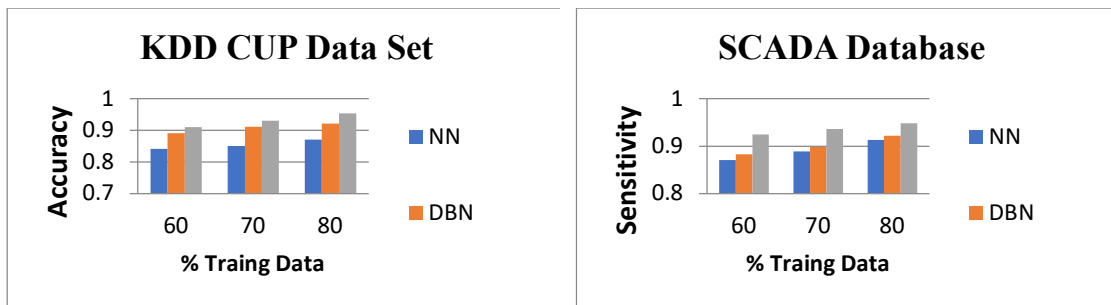 KDD CUP Data Set
Accuracy
1
0.9
0.8
0.7
60 70 80
% Traing Data
NN
DBN
SCADA Database
Sensitivity
1
0.9
0.8
60 70 80
% Traing Data
NN
DBN